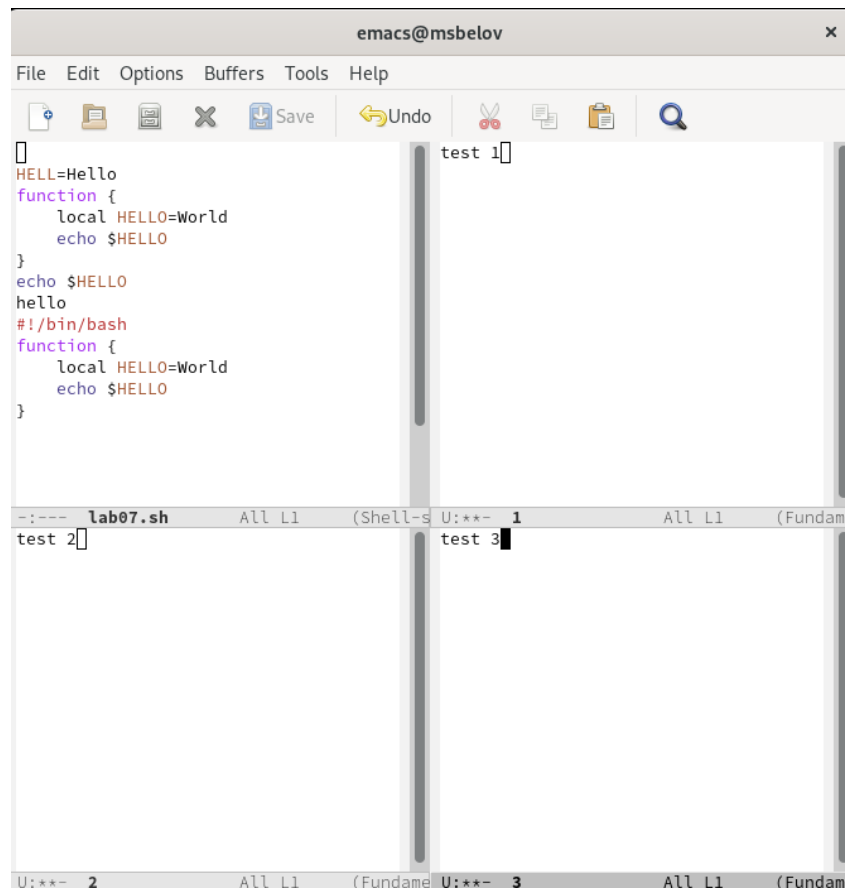 emacs@msbelov ×
File Edit Options Buffers Tools Help
Save Undo
HELL=Hello
function {
    local HELLO=World
    echo $HELLO
}
echo $HELLO
hello
#!/bin/bash
function {
    local HELLO=World
    echo $HELLO
}
-:--- lab07.sh All L1 (Shell-s
test 1
U:**- 1 All L1 (Fundam
test 2
U:**- 2 All L1 (Fundame
test 3
U:**- 3 All L1 (Fundam